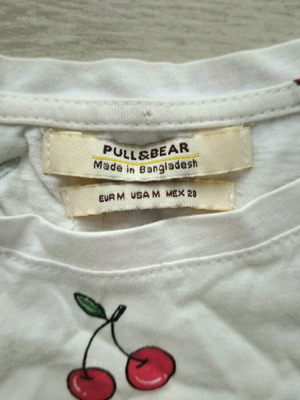 PULL&BEAR
Made in Bangladesh
EUR M USA M MEX 28